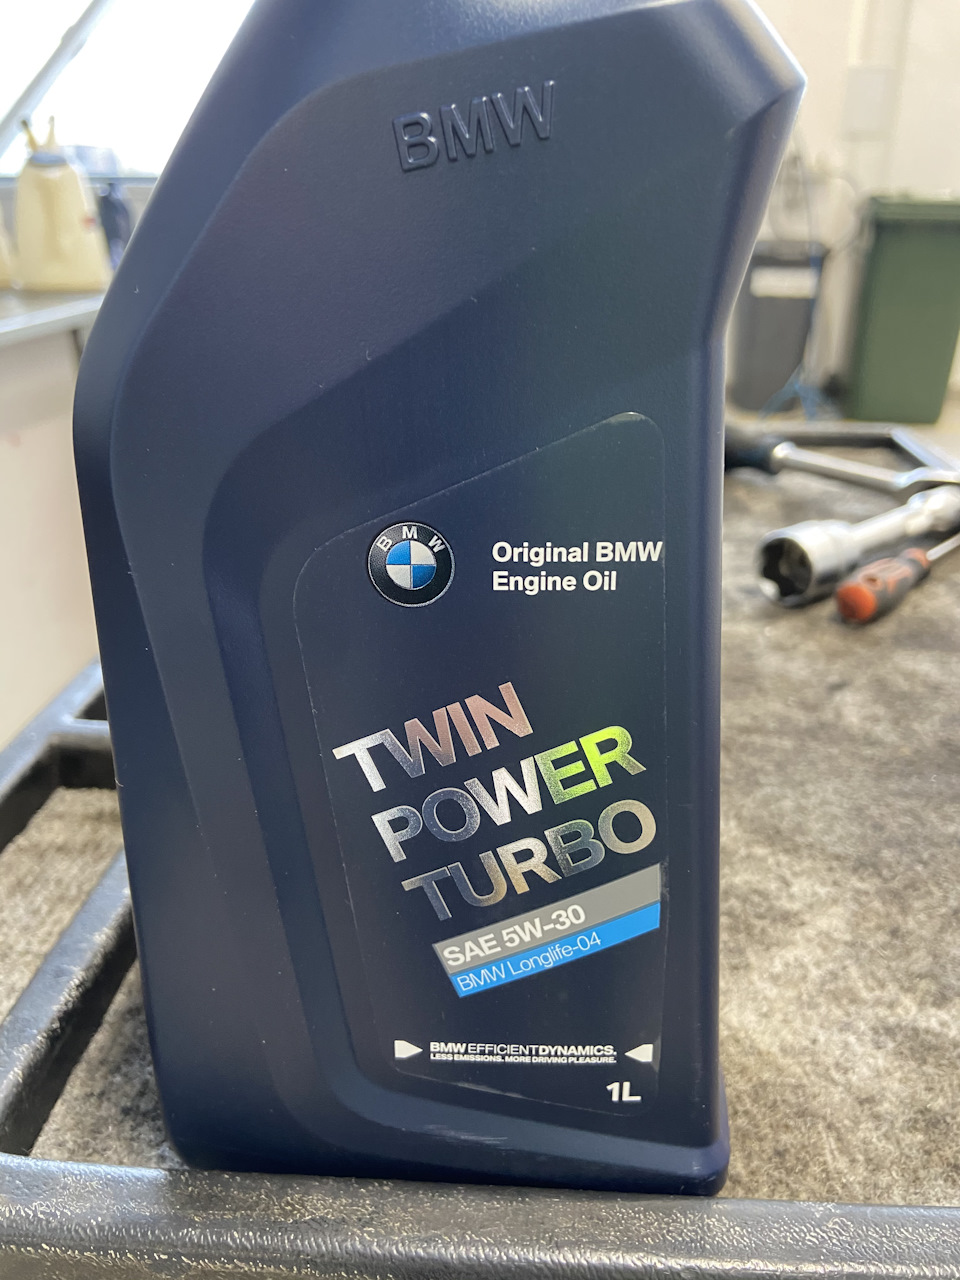 BMW
BMW
Original BMW
Engine Oil
TWIN
POWER
TURBO
SAE 5W-30
BMW Longlife-04
BMW EFFICIENTDYNAMICS.
LESS EMISSIONS. MORE DRIVING PLEASURE.
1L